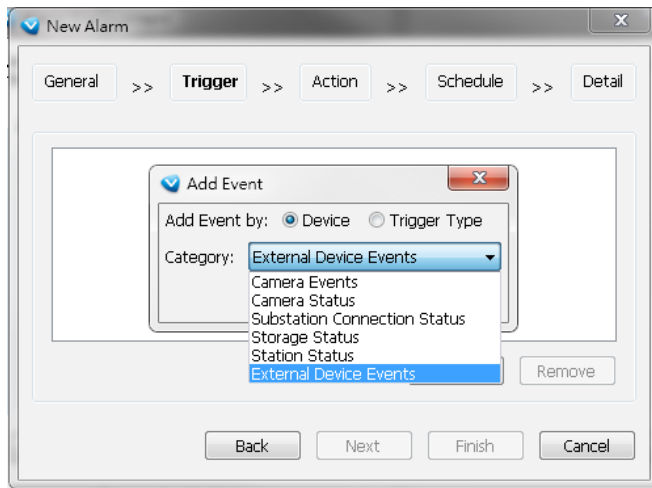 New Alarm
General >> Trigger >> Action >> Schedule >> Detail
Add Event
Add Event by: Device Trigger Type
Category: External Device Events
Camera Events
Camera Status
Substation Connection Status
Storage Status
Station Status
External Device Events
Remove
Back Next Finish Cancel